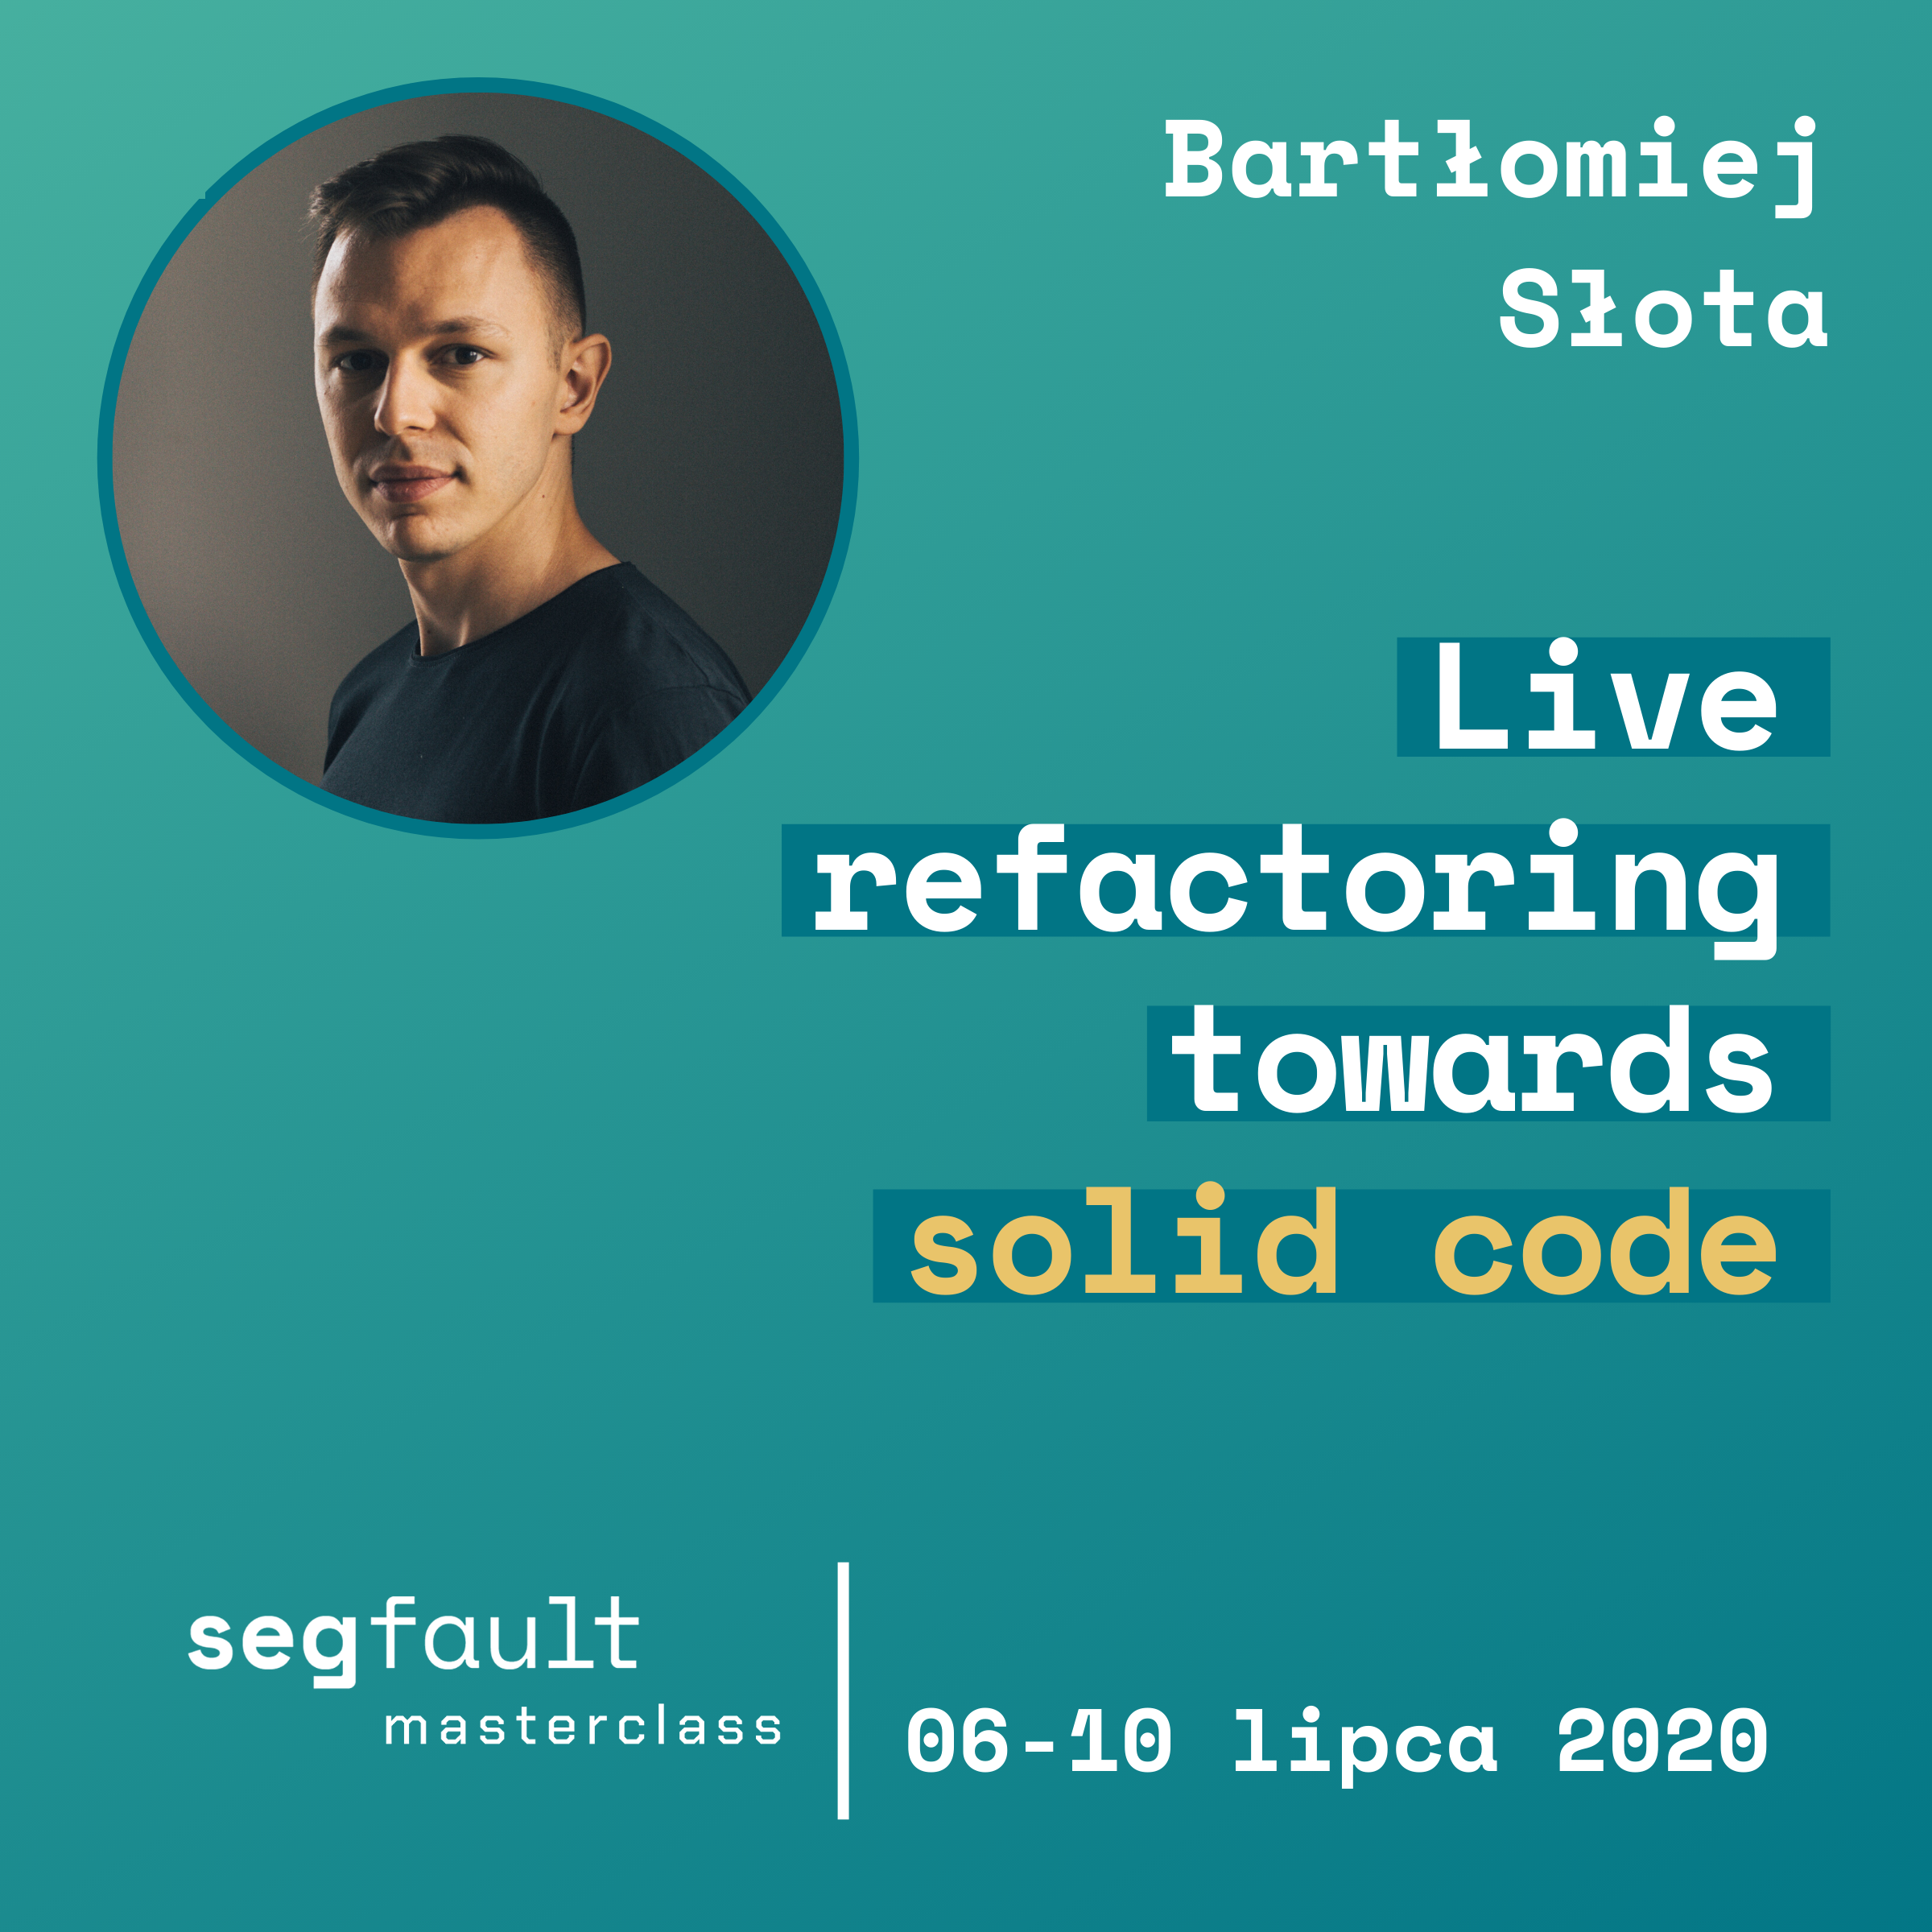 Bartłomiej
Słota
Live
refactoring
towards
solid code
segfault
masterclass
06-10 lipca 2020